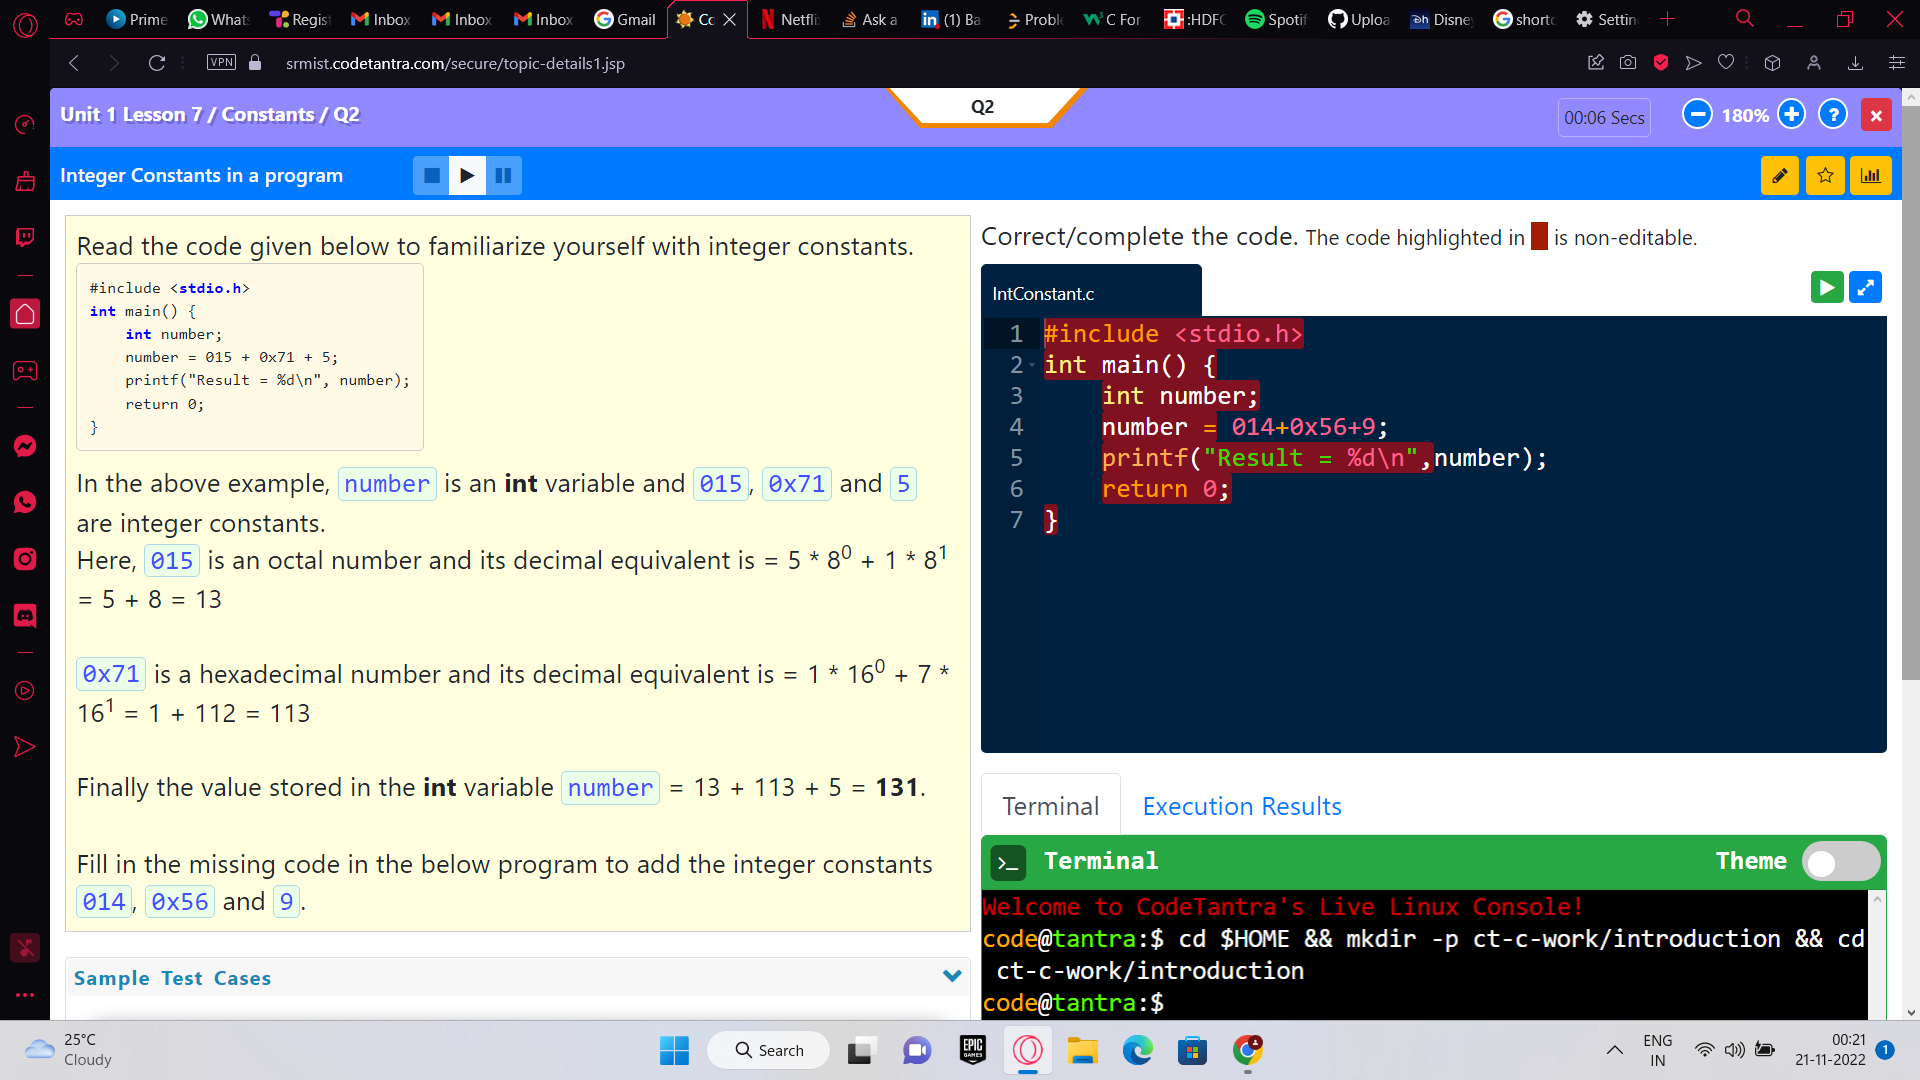 Prime
Whats
Regist
Inbox
Inbox
Inbox
Gmail
Co
Netflix
Ask a
(1) Ba
Proble
C For
:HDFC
Spotif
Uploa
Disney
shortc
Settin
VPN
srmist.codetantra.com/secure/topic-details1.jsp
Unit 1 Lesson 7 / Constants / Q2
Q2
00:06 Secs
180%
?
Integer Constants in a program
Read the code given below to familiarize yourself with integer constants.
#include <stdio.h>
int main() {
int number;
number = 015 + 0x71 + 5;
printf("Result = %d\n", number);
return 0;
}
In the above example, number is an int variable and 015, 0x71 and 5
are integer constants.
Here, 015 is an octal number and its decimal equivalent is = 5 * 8^0 + 1 * 8^1
= 5 + 8 = 13
0x71 is a hexadecimal number and its decimal equivalent is = 1 * 16^0 + 7 *
16^1 = 1 + 112 = 113
Finally the value stored in the int variable number = 13 + 113 + 5 = 131.
Fill in the missing code in the below program to add the integer constants
014, 0x56 and 9.
Sample Test Cases
Correct/complete the code. The code highlighted in is non-editable.
IntConstant.c
1 #include <stdio.h>
2 int main() {
3 int number;
4 number = 014+0x56+9;
5 printf("Result = %d\n",number);
6 return 0;
7 }
Terminal
Execution Results
>_ Terminal
Theme
Welcome to CodeTantra's Live Linux Console!
code@tantra:$ cd $HOME && mkdir -p ct-c-work/introduction && cd
ct-c-work/introduction
code@tantra:$
25°C
Cloudy
Search
EPIC
GAMES
ENG
IN
00:21
21-11-2022
1